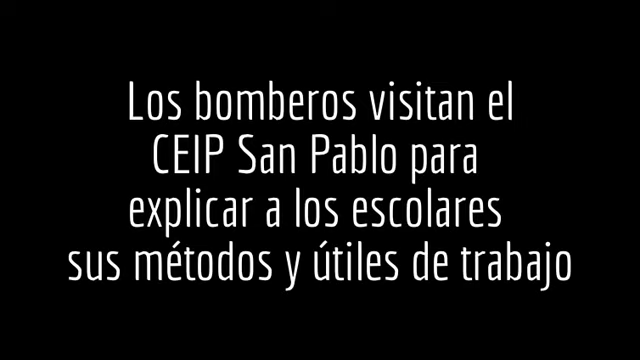 Los bomberos visitan el
CEIP San Pablo para
explicar a los escolares
sus métodos y útiles de trabajo